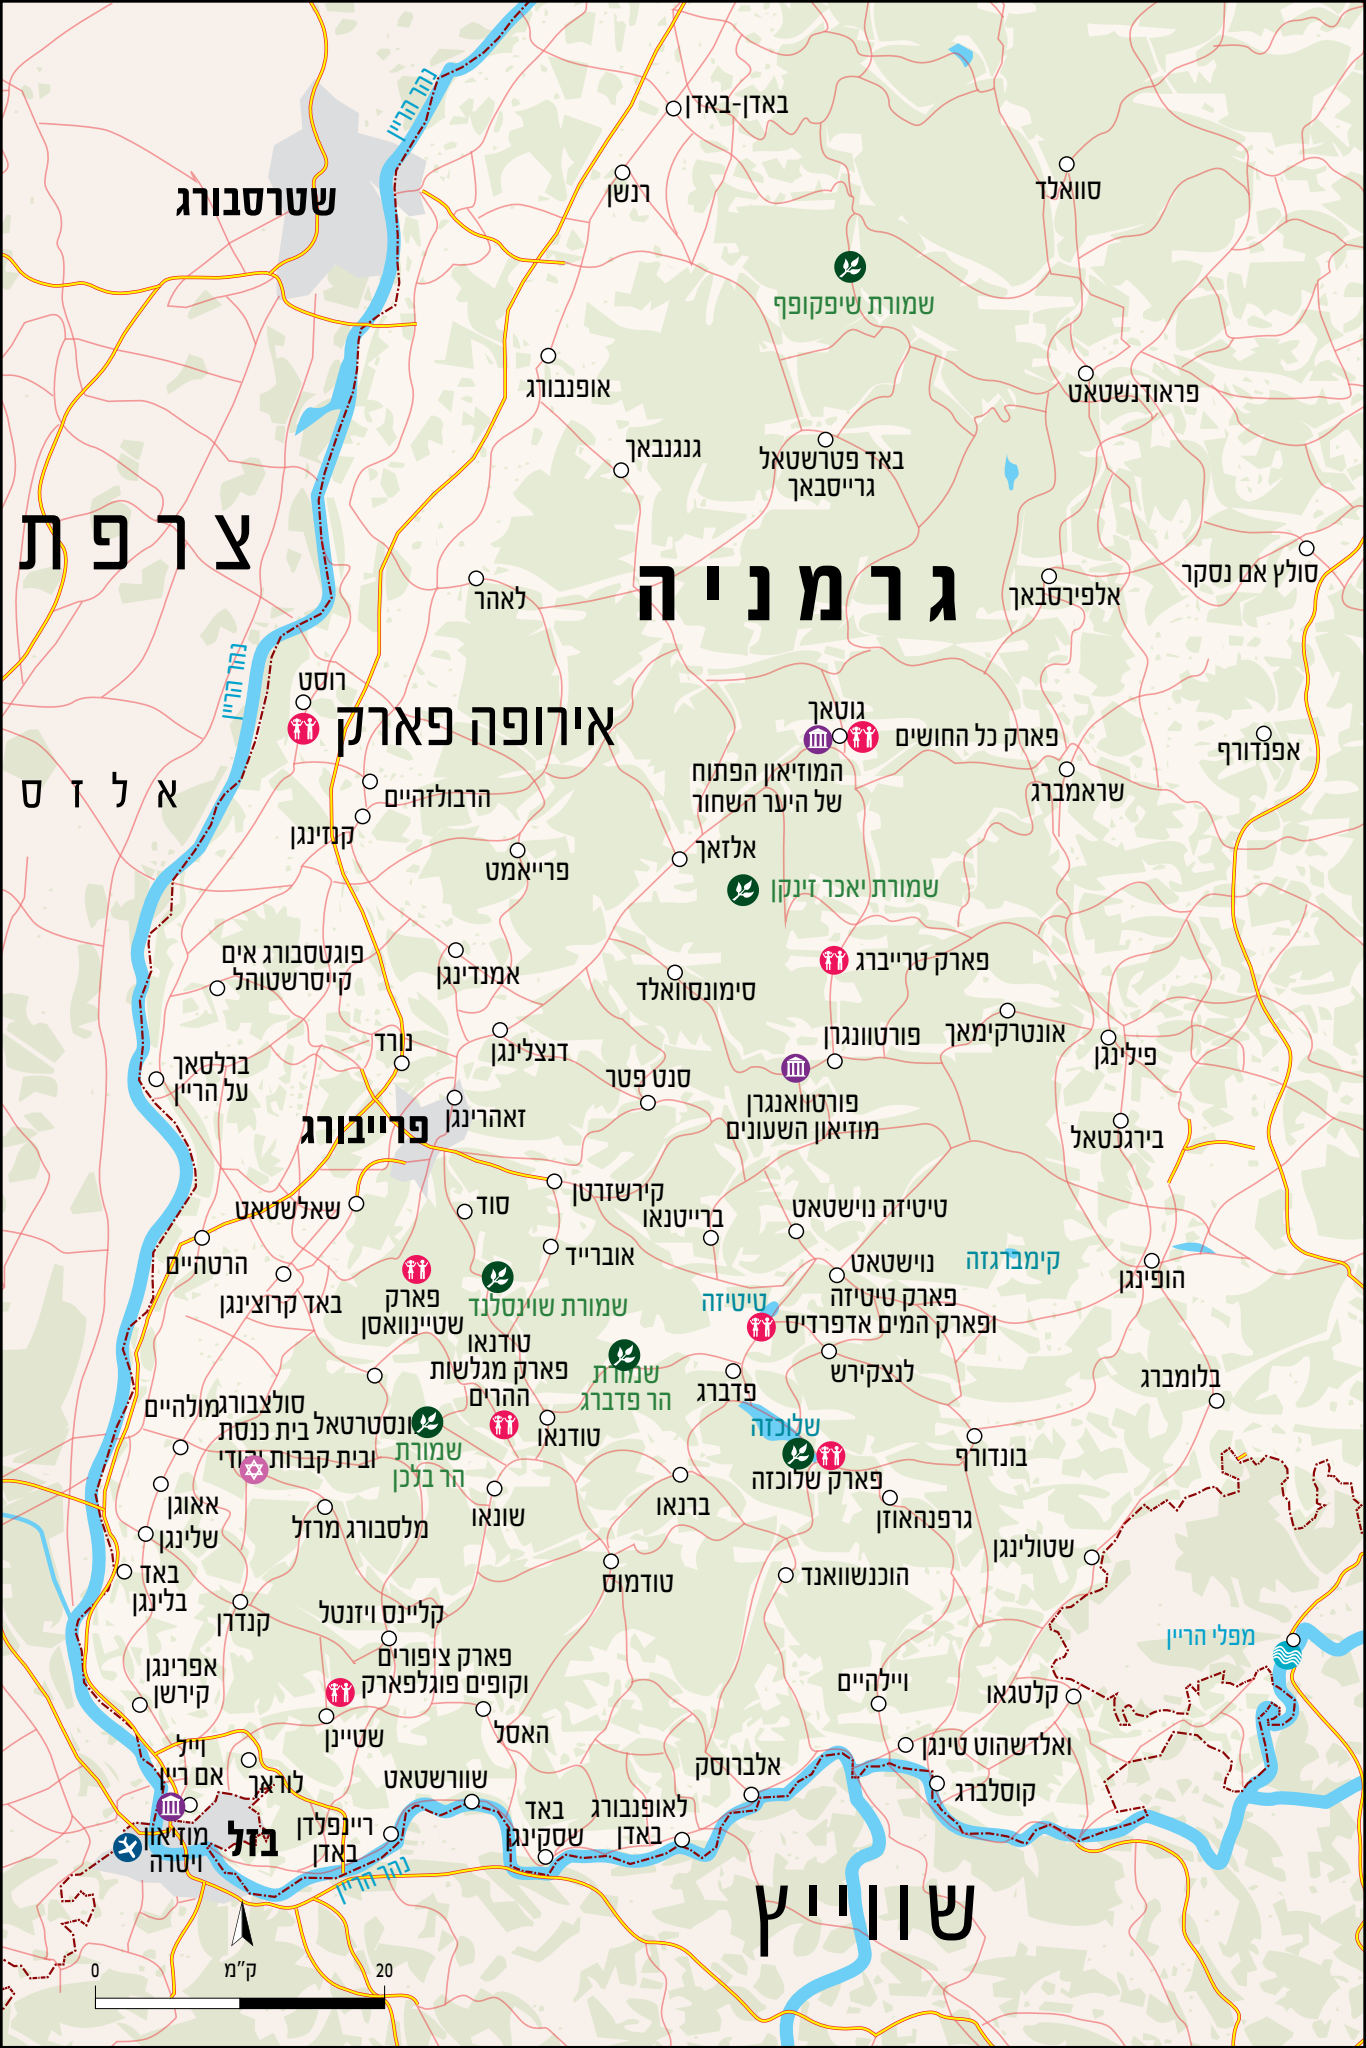 נהר הריין
באדן-באדן
שטרסבורג
רנשן
סוואלד
שמורת שיפקופף
אופנבורג
פראודנשטאט
גנגנבאך
באד פטרשטאל
גרייסבאך
צרפת
גרמניה
סולץ אם נסקר
אלפירסבאך
לאהר
נהר הריין
רוסט
אירופה פארק
גוטאך
פארק כל החושים
אפנדורף
המוזיאון הפתוח
של היער השחור
שראמברג
אלזס
הרבולזהיים
קנזינגן
פרייאמט
אלזאך
שמורת יאכר זינקן
פוגטסבורג אים
קייסרשטוהל
אמנדינגן
פארק טרייברג
סימונסוואלד
נורד
דנצלינגן
פורטוונגרן
אונטרקימאך
פילינגן
ברלסאך
על הריין
סנט פטר
פורטוואנגרן
מוזיאון השעונים
זאהרינגן
פרייבורג
בירגכטאל
קירשזרטן
שאלשטאט
סוד
ברייטנאו
טיטיזה נוישטאט
הרטהיים
אוברייד
נוישטאט
קימברגזה
הופינגן
באד קרוצינגן
פארק
שטיינוואסן
שמורת שוינסלנד
טיטיזה
פארק טיטיזה
ופארק המים אדפרדיס
טודנאו
פארק מגלשות
ההרים
שמורת
הר פדברג
פדברג
לנצקירש
בלומברג
מולהיים
סולצבורג
בית כנסת
ובית קברות יהודי
ונסטרטאל
שמורת
הר בלכן
טודנאו
שלוכזה
פארק שלוכזה
בונדורף
אאוגן
שלינגן
מלסבורג מרזל
שונאו
ברנאו
גרפנהאוזן
שטולינגן
באד
בלינגן
טודמוס
הוכנשוואנד
קנדרן
קליינס ויזנטל
מפלי הריין
פארק ציפורים
וקופים פוגלפארק
אפרינגן
קירשן
ויילהיים
קלטגאו
שטיינן
האסל
וייל
אם ריין
לוראך
שוורשטאט
אלברוסק
ואלדשהוט טינגן
קוסלברג
באד
שסקינגן
לאופנבורג
באדן
ריינפלדן
באדן
מוזיאון
ויטרה
בזל
נהר הריין
שווייץ
0
ק"מ
20